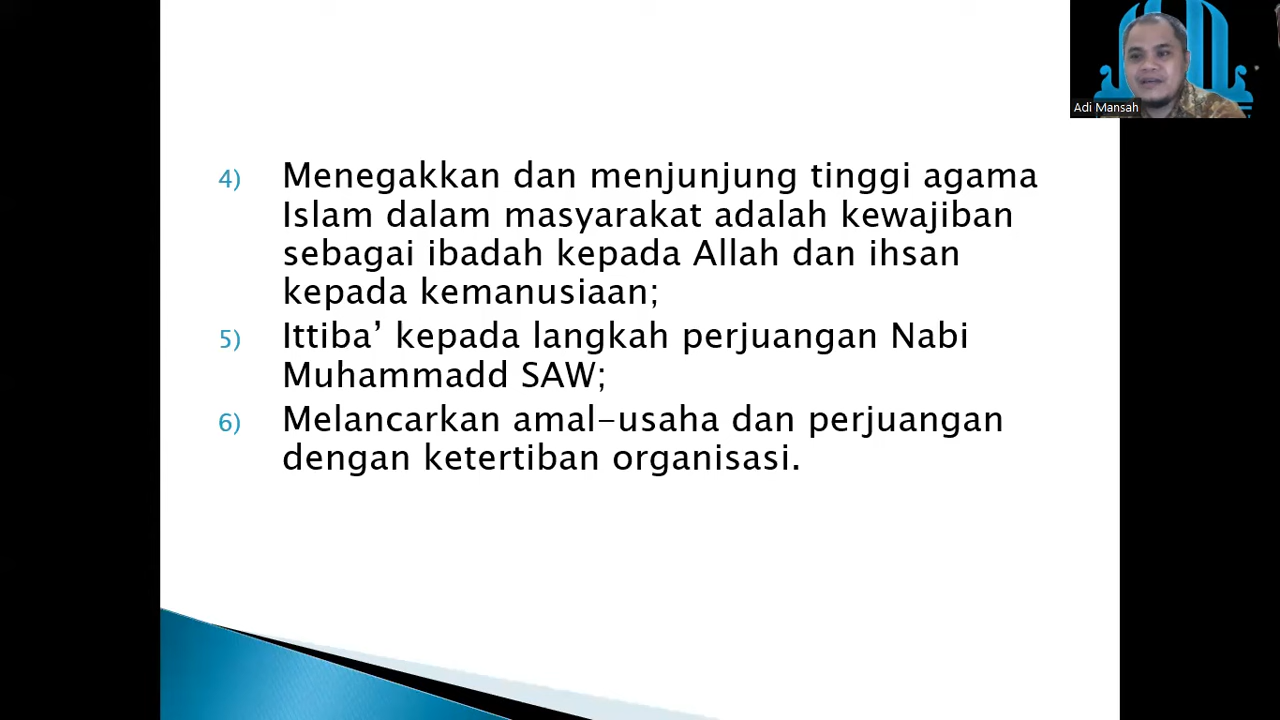 Adi Mansah
4) Menegakkan dan menjunjung tinggi agama
Islam dalam masyarakat adalah kewajiban
sebagai ibadah kepada Allah dan ihsan
kepada kemanusiaan;
5) Ittiba’ kepada langkah perjuangan Nabi
Muhammadd SAW;
6) Melancarkan amal-usaha dan perjuangan
dengan ketertiban organisasi.